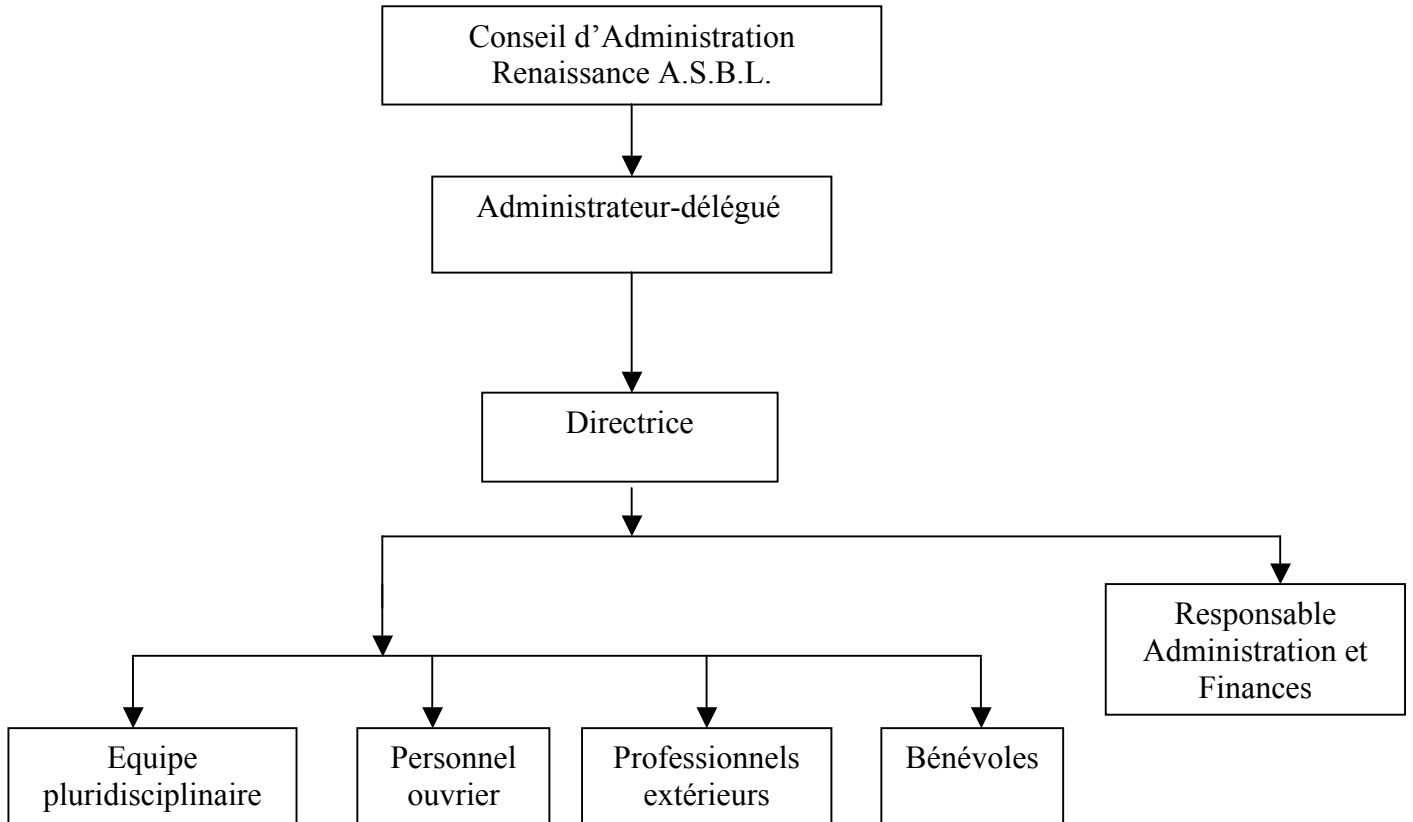 Conseil d’Administration
Renaissance A.S.B.L.
Administrateur-délégué
Directrice
Responsable
Administration et
Finances
Equipe
pluridisciplinaire
Personnel
ouvrier
Professionnels
extérieurs
Bénévoles